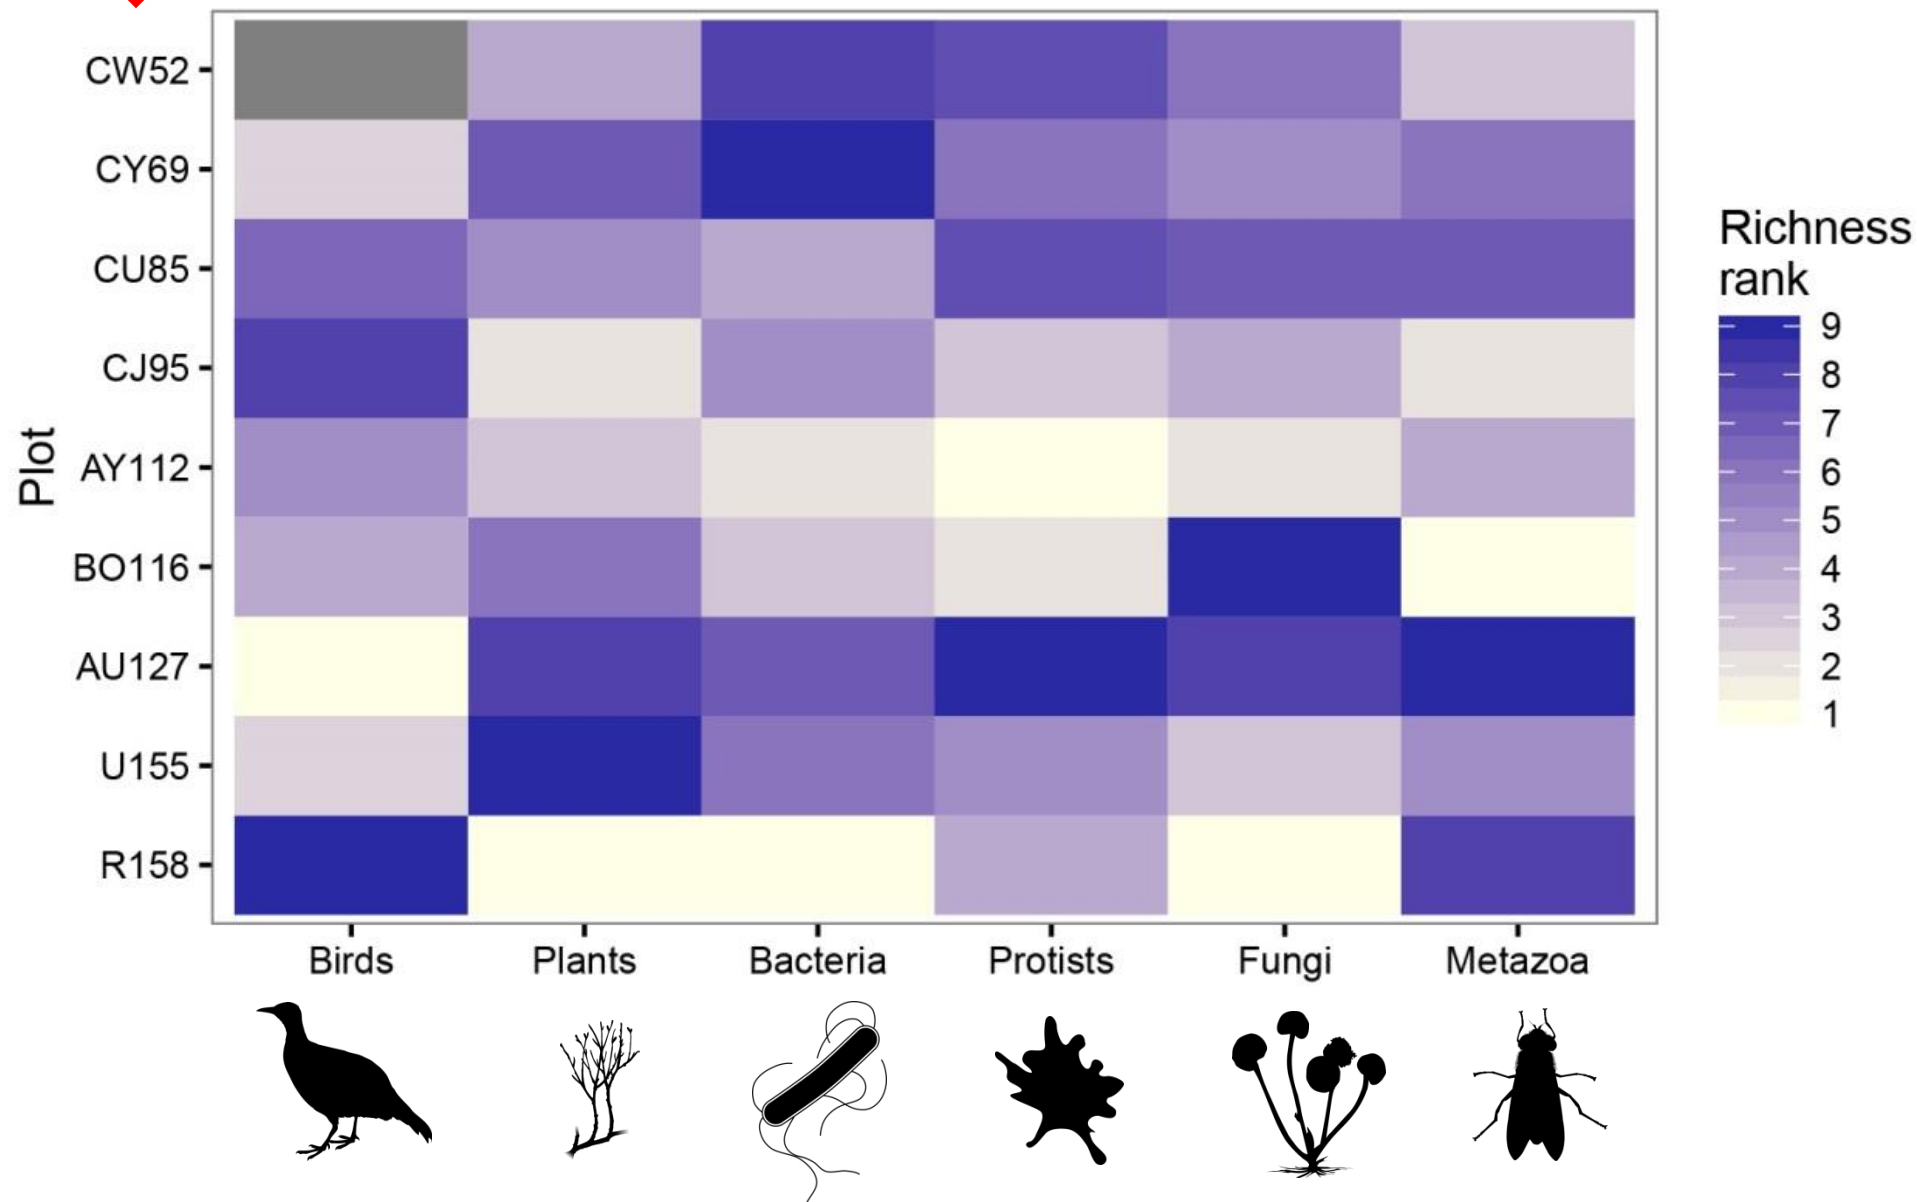 CW52
CY69
CU85
CJ95
AY112
BO116
AU127
U155
R158
Plot
Birds Plants Bacteria Protists Fungi Metazoa
Richness
rank
9
8
7
6
5
4
3
2
1